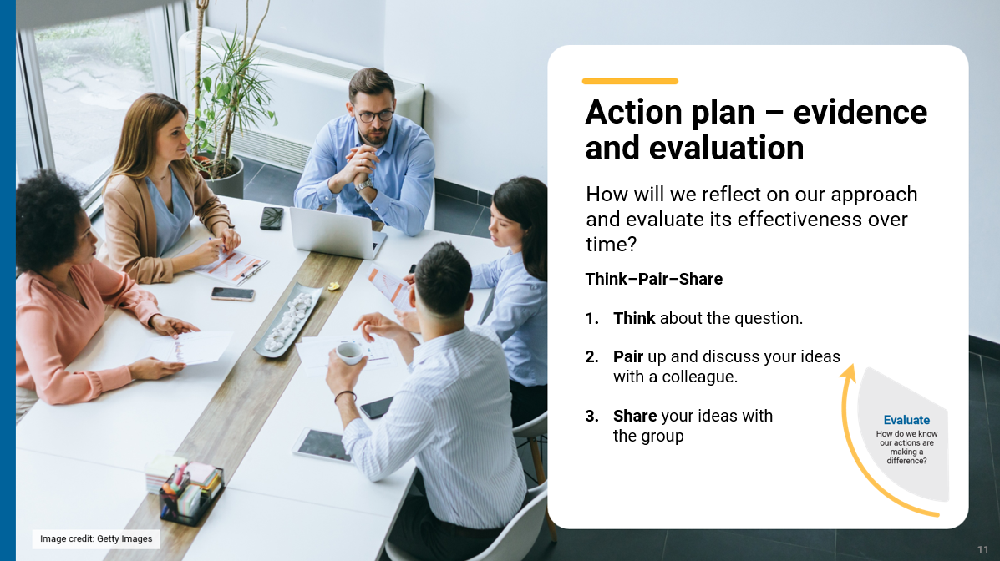 Action plan – evidence
and evaluation
How will we reflect on our approach
and evaluate its effectiveness over
time?
Think–Pair–Share
1. Think about the question.
2. Pair up and discuss your ideas
with a colleague.
3. Share your ideas with
the group
Evaluate
How do we know
our actions are
making a
difference?
Image credit: Getty Images
11